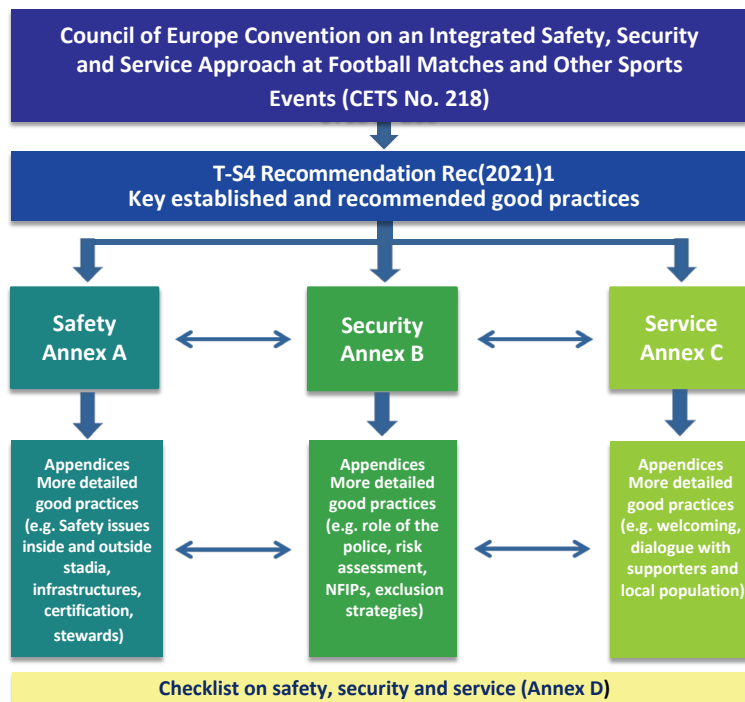 Council of Europe Convention on an Integrated Safety, Security
and Service Approach at Football Matches and Other Sports
Events (CETS No. 218)
T-S4 Recommendation Rec(2021)1
Key established and recommended good practices
Safety
Annex A
Security
Annex B
Service
Annex C
Appendices
More detailed
good practices
(e.g. Safety issues
inside and outside
stadia,
infrastructures,
certification,
stewards)
Appendices
More detailed
good practices
(e.g. role of the
police, risk
assessment,
NFIPs, exclusion
strategies)
Appendices
More detailed
good practices
(e.g. welcoming,
dialogue with
supporters and
local population)
Checklist on safety, security and service (Annex D)